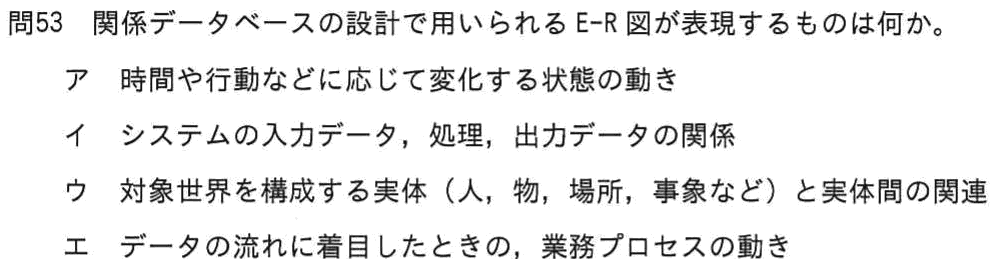 問53 関係データベースの設計で用いられるE-R図が表現するものは何か。
ア 時間や行動などに応じて変化する状態の動き
イ システムの入力データ，処理，出力データの関係
ウ 対象世界を構成する実体（人，物，場所，事象など）と実体間の関連
エ データの流れに着目したときの，業務プロセスの動き